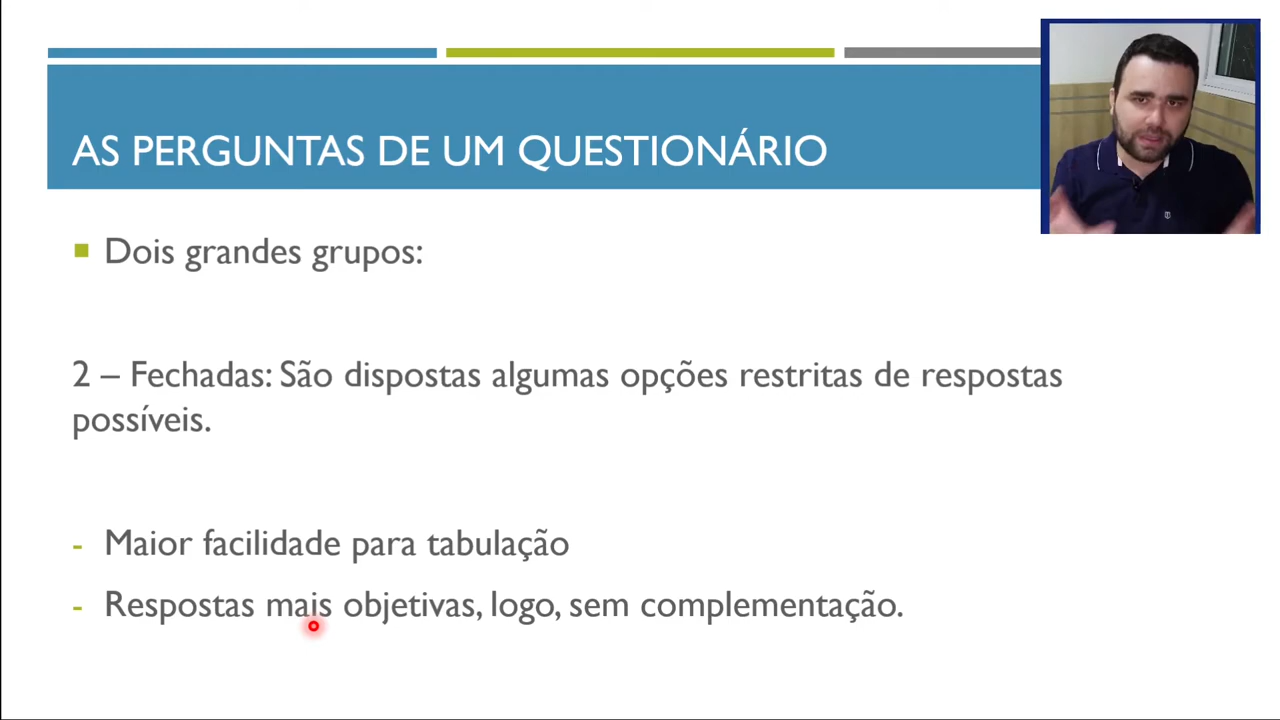 AS PERGUNTAS DE UM QUESTIONÁRIO
Dois grandes grupos:
2 – Fechadas: São dispostas algumas opções restritas de respostas
possíveis.
- Maior facilidade para tabulação
- Respostas mais objetivas, logo, sem complementação.